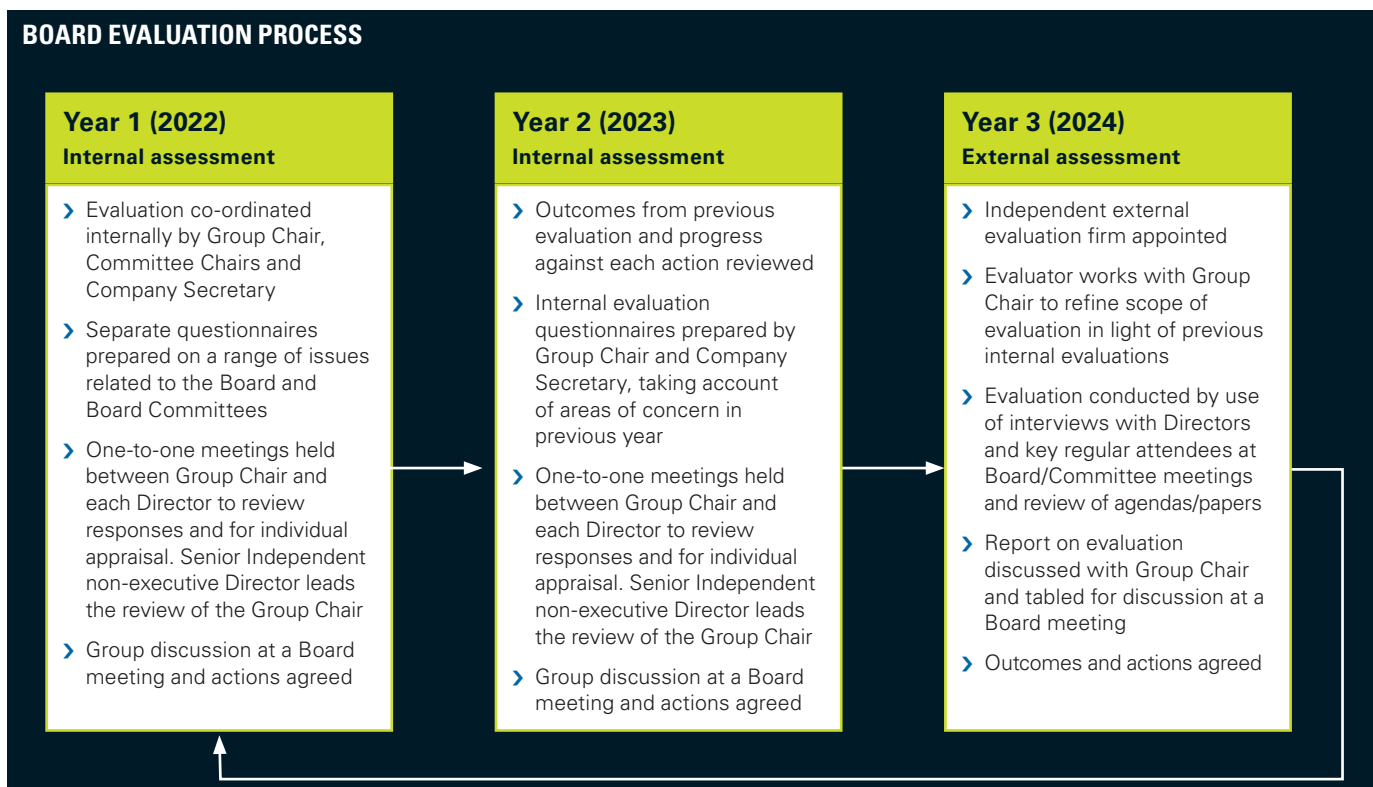 BOARD EVALUATION PROCESS
Year 1 (2022)
Internal assessment
› Evaluation co-ordinated
internally by Group Chair,
Committee Chairs and
Company Secretary
› Separate questionnaires
prepared on a range of issues
related to the Board and
Board Committees
› One-to-one meetings held
between Group Chair and
each Director to review
responses and for individual
appraisal. Senior Independent
non-executive Director leads
the review of the Group Chair
› Group discussion at a Board
meeting and actions agreed
Year 2 (2023)
Internal assessment
› Outcomes from previous
evaluation and progress
against each action reviewed
› Internal evaluation
questionnaires prepared by
Group Chair and Company
Secretary, taking account
of areas of concern in
previous year
› One-to-one meetings held
between Group Chair and
each Director to review
responses and for individual
appraisal. Senior Independent
non-executive Director leads
the review of the Group Chair
› Group discussion at a Board
meeting and actions agreed
Year 3 (2024)
External assessment
› Independent external
evaluation firm appointed
› Evaluator works with Group
Chair to refine scope of
evaluation in light of previous
internal evaluations
› Evaluation conducted by use
of interviews with Directors
and key regular attendees at
Board/Committee meetings
and review of agendas/papers
› Report on evaluation
discussed with Group Chair
and tabled for discussion at a
Board meeting
› Outcomes and actions agreed